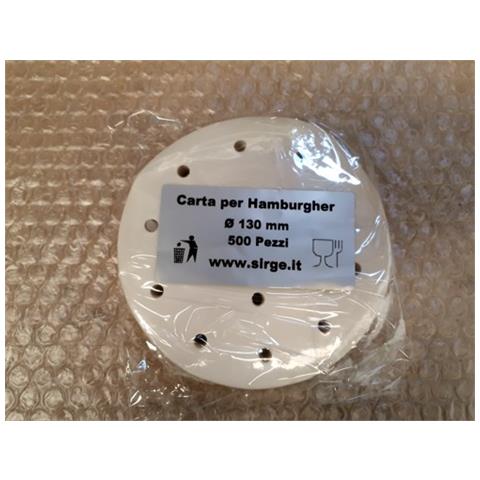 Carta per Hamburgher
Ø 130 mm
500 Pezzi
www.sirge.it